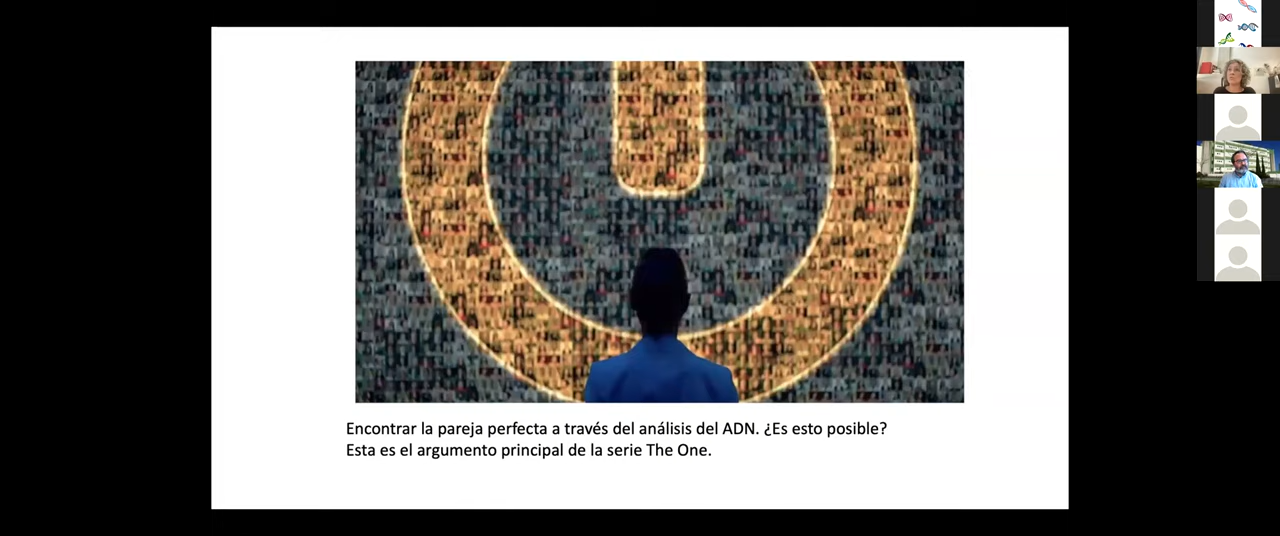 Encontrar la pareja perfecta a través del análisis del ADN. ¿Es esto posible?
Esta es el argumento principal de la serie The One.